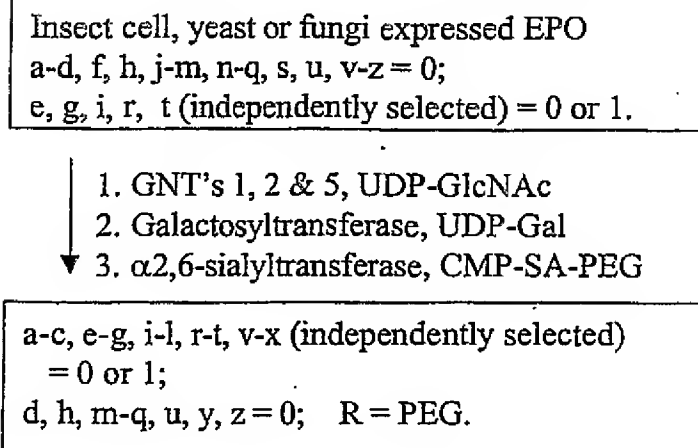 Insect cell, yeast or fungi expressed EPO
a-d, f, h, j-m, n-q, s, u, v-z = 0;
e, g, i, r, t (independently selected) = 0 or 1.
1. GNT's 1, 2 & 5, UDP-GlcNAc
2. Galactosyltransferase, UDP-Gal
3. α2,6-sialyltransferase, CMP-SA-PEG
a-c, e-g, i-l, r-t, v-x (independently selected)
= 0 or 1;
d, h, m-q, u, y, z = 0; R = PEG.